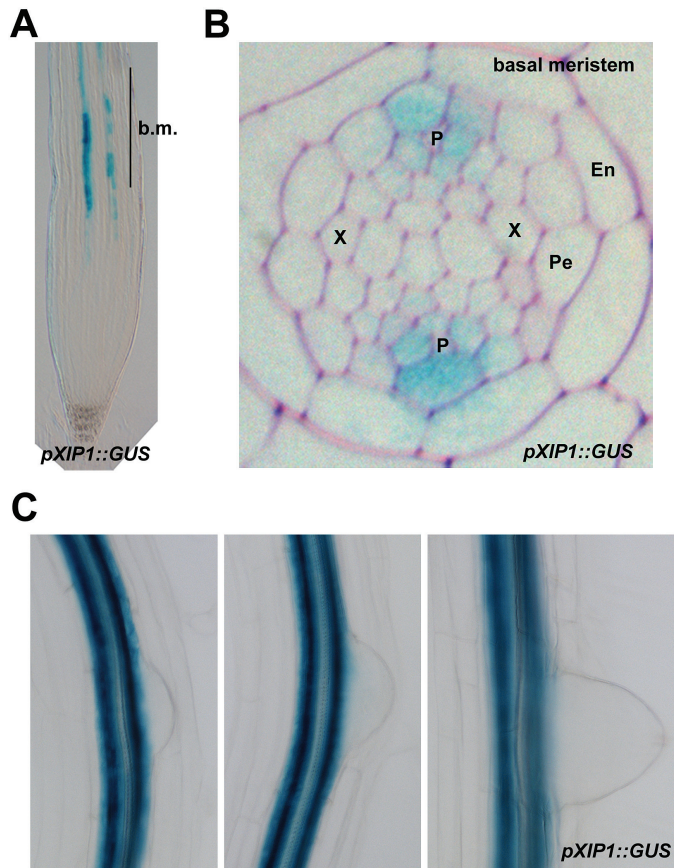 A
b.m.
pXIP1::GUS
B
basal meristem
P
En
X
X
Pe
P
pXIP1::GUS
C
pXIP1::GUS